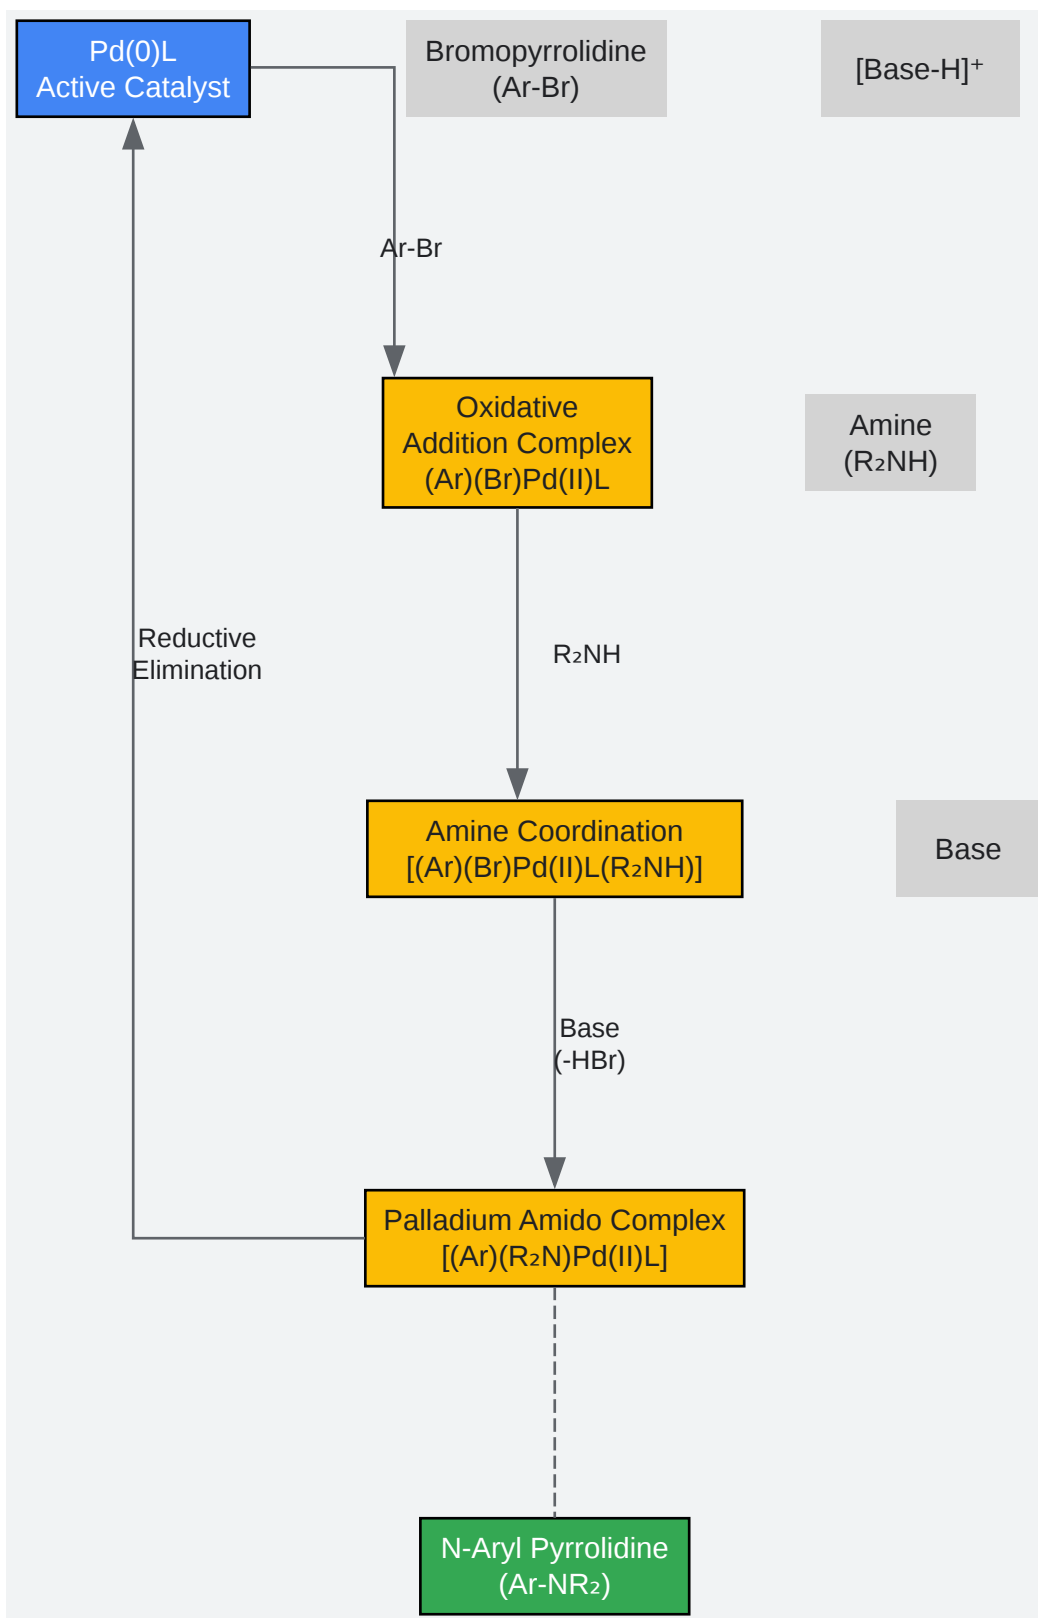 Pd(0)L
Active Catalyst
Bromopyrrolidine
(Ar-Br)
[Base-H]⁺
Ar-Br
Oxidative
Addition Complex
(Ar)(Br)Pd(II)L
Amine
(R₂NH)
Reductive
Elimination
R₂NH
Amine Coordination
[(Ar)(Br)Pd(II)L(R₂NH)]
Base
Base
(-HBr)
Palladium Amido Complex
[(Ar)(R₂N)Pd(II)L]
N-Aryl Pyrrolidine
(Ar-NR₂)